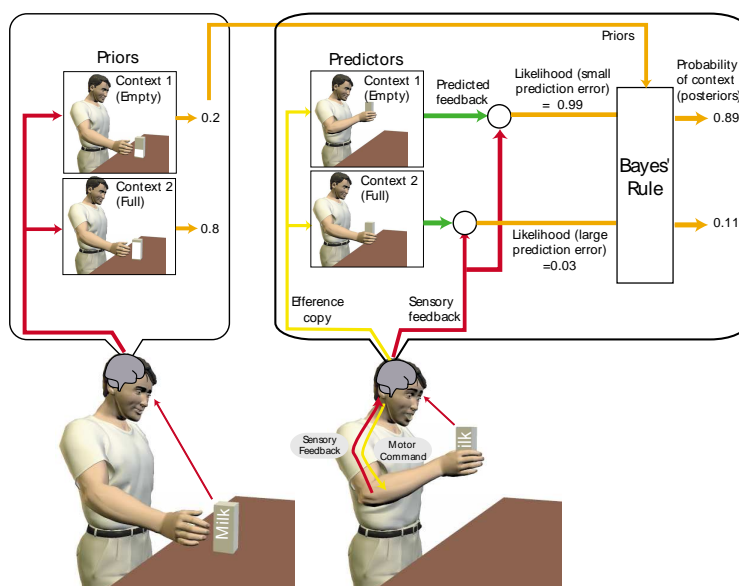 Priors
Context 1
(Empty)
0.2
Context 2
(Full)
0.8
Priors
Predictors
Context 1
(Empty)
Predicted
feedback
Likelihood (small
prediction error)
= 0.99
Probability
of context
(posteriors)
0.89
Bayes'
Rule
Context 2
(Full)
Likelihood (large
prediction error)
=0.03
0.11
Efference
copy
Sensory
feedback
Sensory
Feedback
Motor
Command
Milk
ilk